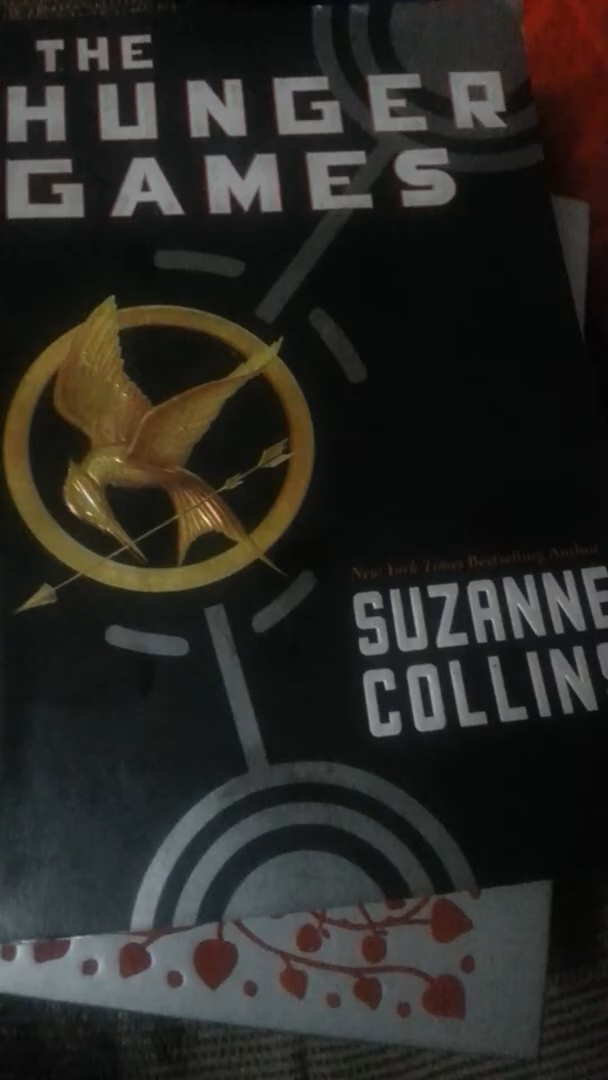 THE
HUNGER
GAMES
New York Times Bestselling Author
SUZANNE
COLLINS